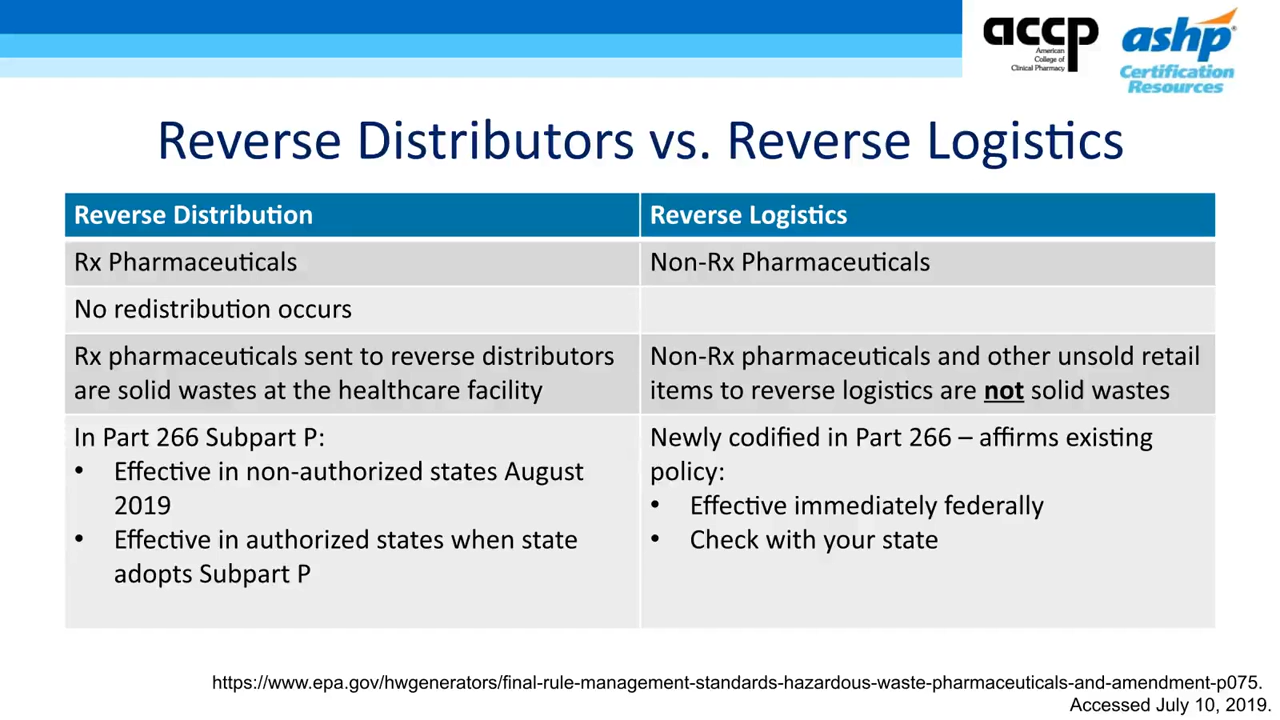 accp
American
College of
Clinical Pharmacy
ashp®
Certification
Resources
Reverse Distributors vs. Reverse Logistics
Reverse Distribution
Reverse Logistics
Rx Pharmaceuticals
Non-Rx Pharmaceuticals
No redistribution occurs
Rx pharmaceuticals sent to reverse distributors
are solid wastes at the healthcare facility
Non-Rx pharmaceuticals and other unsold retail
items to reverse logistics are not solid wastes
In Part 266 Subpart P:
• Effective in non-authorized states August
2019
• Effective in authorized states when state
adopts Subpart P
Newly codified in Part 266 – affirms existing
policy:
• Effective immediately federally
• Check with your state
https://www.epa.gov/hwgenerators/final-rule-management-standards-hazardous-waste-pharmaceuticals-and-amendment-p075.
Accessed July 10, 2019.